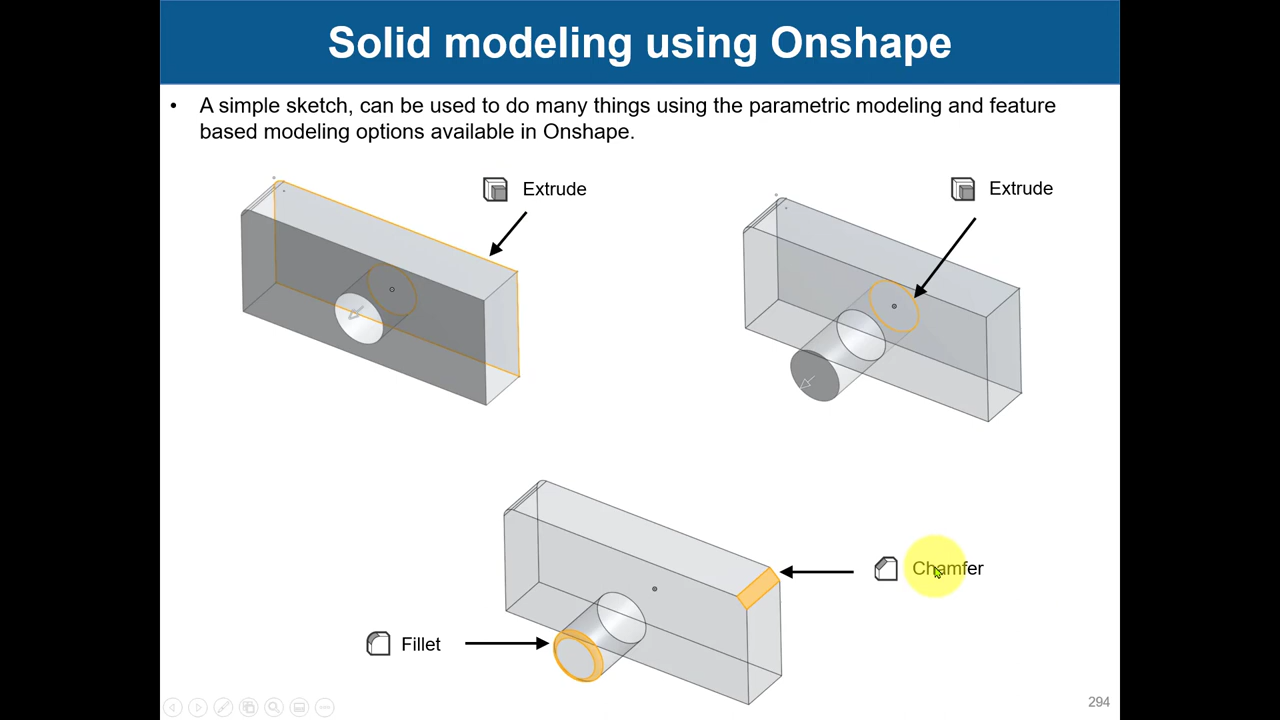 Solid modeling using Onshape
• A simple sketch, can be used to do many things using the parametric modeling and feature
based modeling options available in Onshape.
Extrude
Extrude
Chamfer
Fillet
294